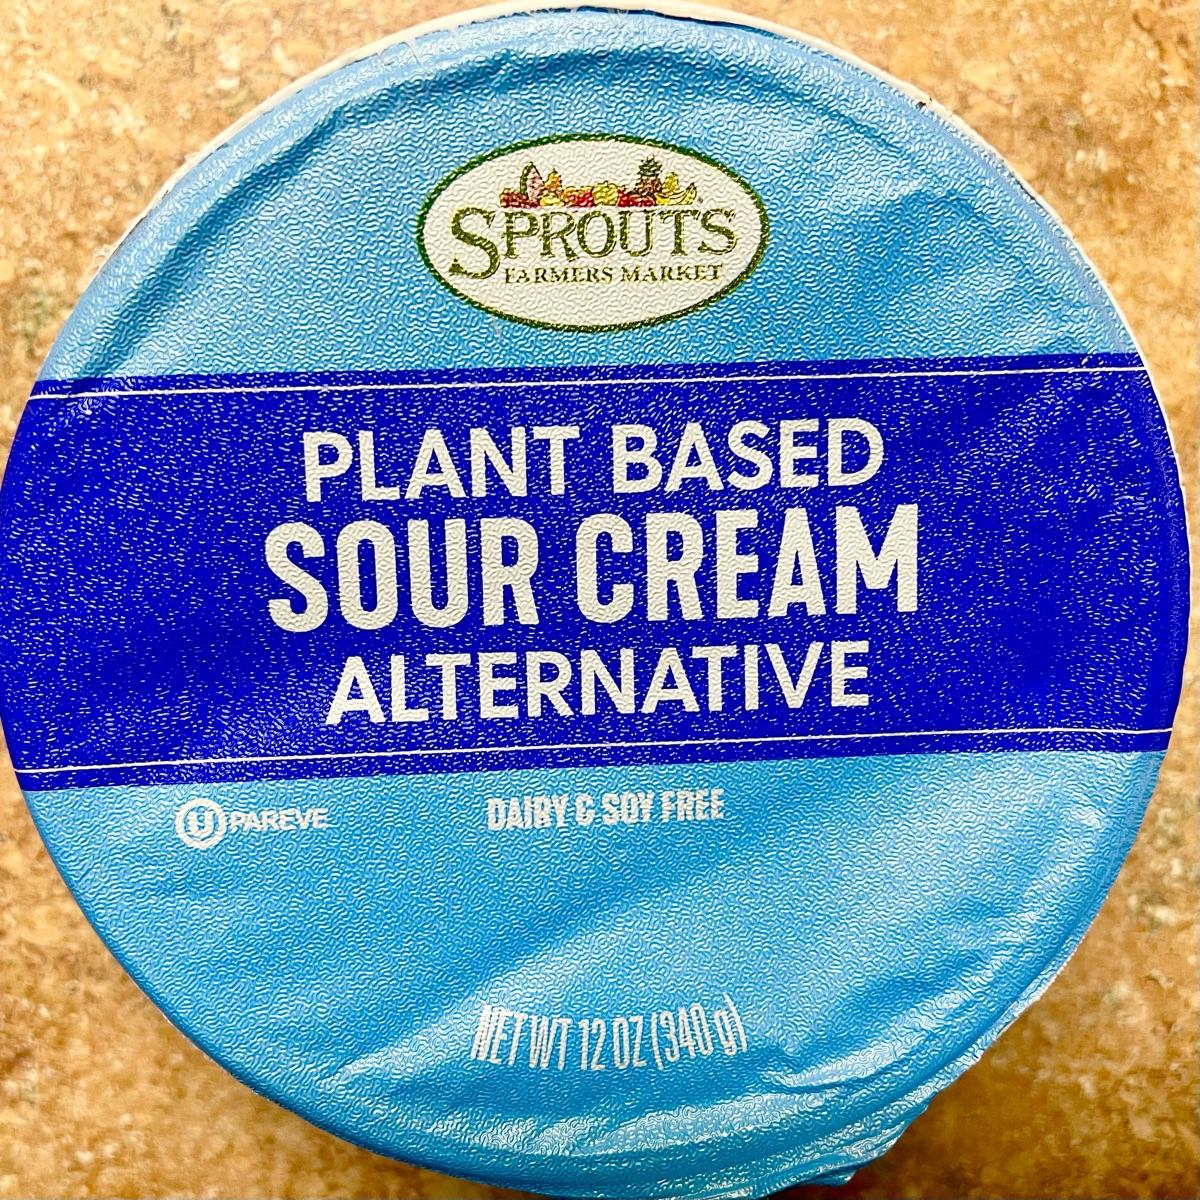 SPROUTS
FARMERS MARKET
PLANT BASED
SOUR CREAM
ALTERNATIVE
U PAREVE
DAIRY & SOY FREE
NET WT 12 OZ (340 g)